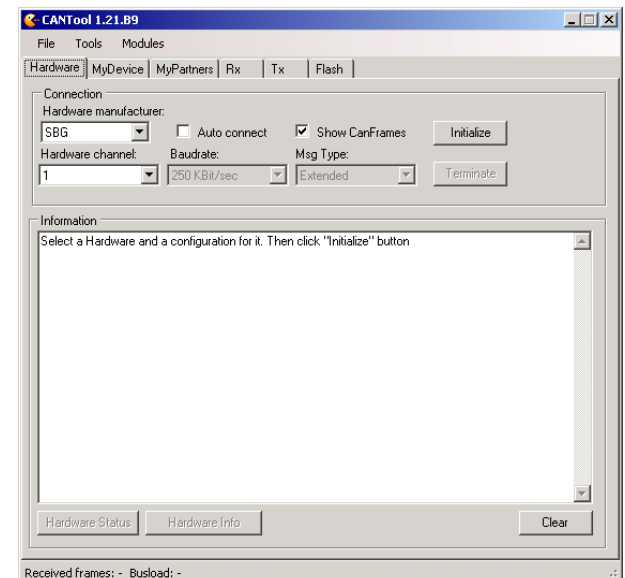 CANTool 1.21.B9
File Tools Modules
Hardware MyDevice MyPartners Rx Tx Flash
Connection
Hardware manufacturer:
SBG Auto connect Show CanFrames Initialize
Hardware channel: Baudrate: Msg Type:
1 250 KBit/sec Extended Terminate
Information
Select a Hardware and a configuration for it. Then click "Initialize" button
Hardware Status Hardware Info Clear
Received frames: - Busload: -